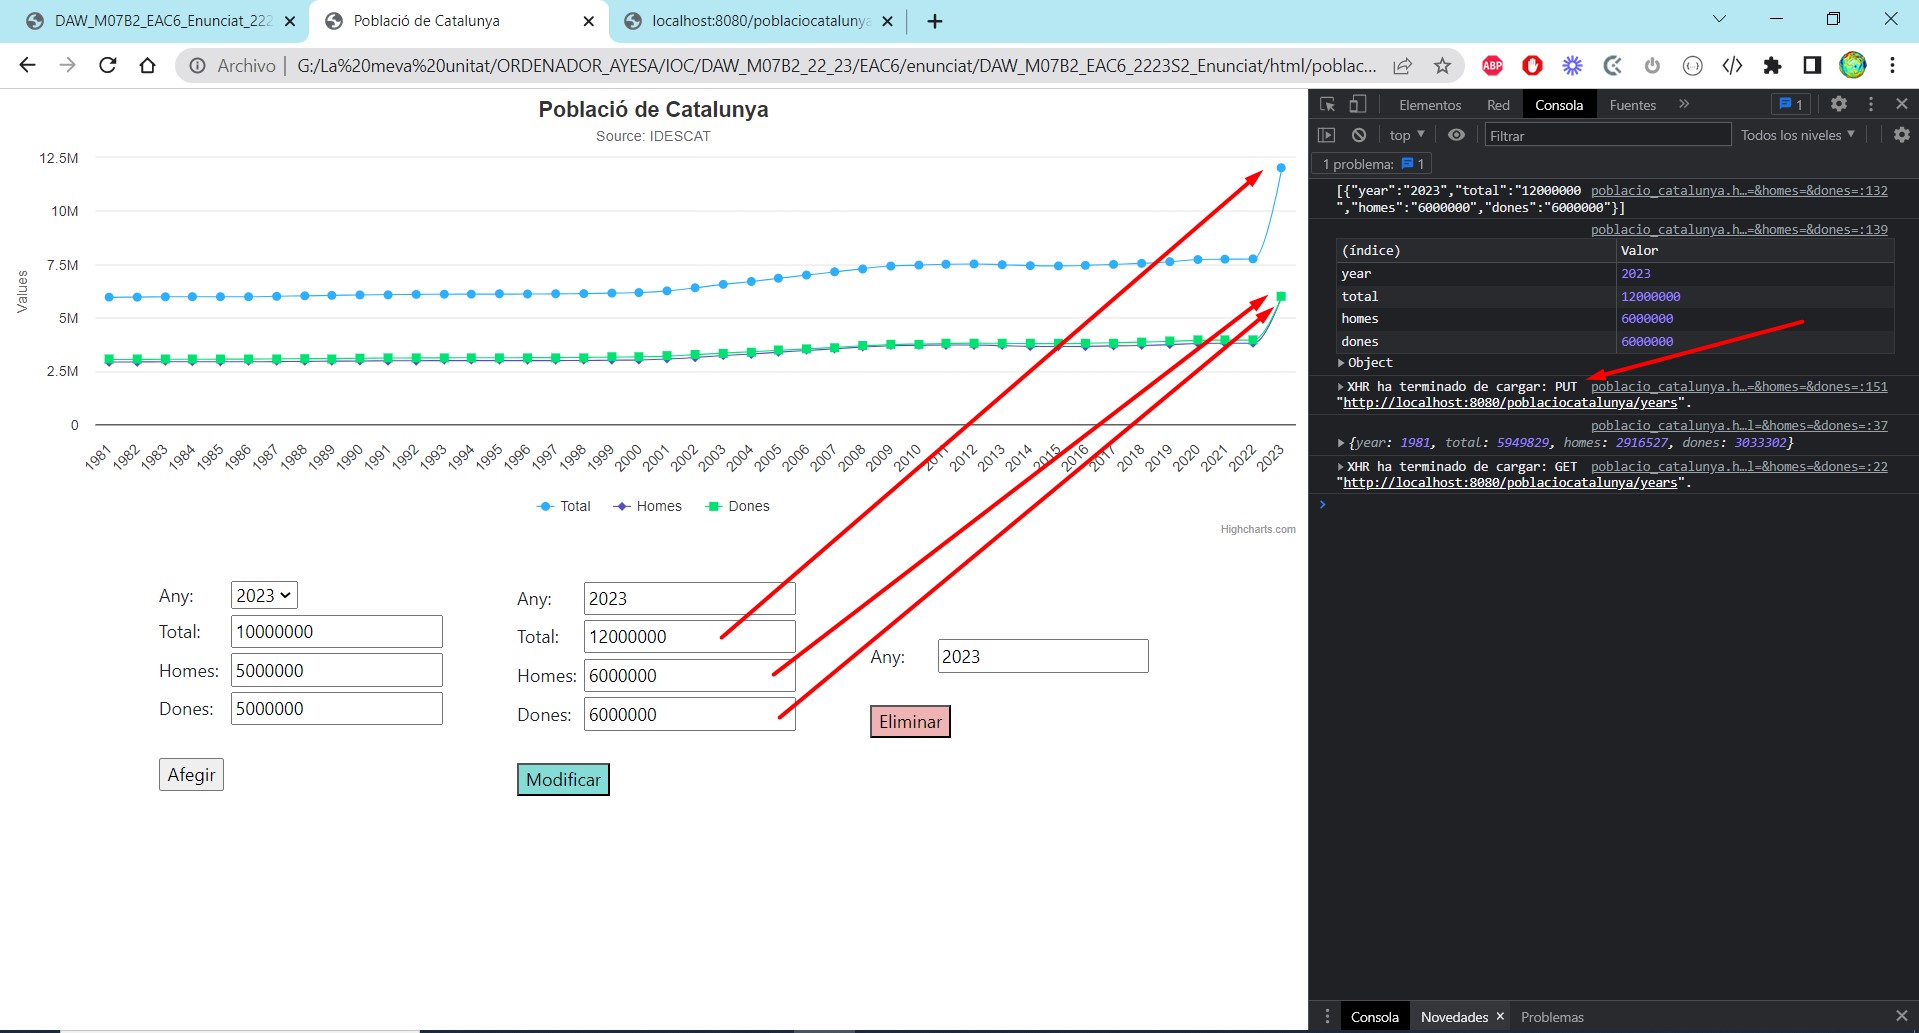 DAW_M07B2_EAC6_Enunciat_222
Població de Catalunya
localhost:8080/poblaciocatalunya
Archivo
G:/La%20meva%20unitat/ORDENADOR_AYESA/IOC/DAW_M07B2_22_23/EAC6/enunciat/DAW_M07B2_EAC6_2223S2_Enunciat/html/poblac...
ABP
Població de Catalunya
Source: IDESCAT
Values
12.5M
10M
7.5M
5M
2.5M
0
1981 1982 1983 1984 1985 1986 1987 1988 1989 1990 1991 1992 1993 1994 1995 1996 1997 1998 1999 2000 2001 2002 2003 2004 2005 2006 2007 2008 2009 2010 2011 2012 2013 2014 2015 2016 2017 2018 2019 2020 2021 2022 2023
Total Homes Dones
Highcharts.com
Any: 2023
Total: 10000000
Homes: 5000000
Dones: 5000000
Afegir
Any: 2023
Total: 12000000
Homes: 6000000
Dones: 6000000
Modificar
Any: 2023
Eliminar
Elementos Red Consola Fuentes » 1
top Filtrar Todos los niveles
1 problema: 1
[{"year":"2023","total":"12000000 poblacio_catalunya.h…=&homes=&dones=:132
","homes":"6000000","dones":"6000000"}]
poblacio_catalunya.h…=&homes=&dones=:139
(índice) Valor
year 2023
total 12000000
homes 6000000
dones 6000000
Object
XHR ha terminado de cargar: PUT poblacio_catalunya.h…=&homes=&dones=:151
"http://localhost:8080/poblaciocatalunya/years".
poblacio_catalunya.h…l=&homes=&dones=:37
{year: 1981, total: 5949829, homes: 2916527, dones: 3033302}
XHR ha terminado de cargar: GET poblacio_catalunya.h…l=&homes=&dones=:22
"http://localhost:8080/poblaciocatalunya/years".
Consola Novedades Problemas